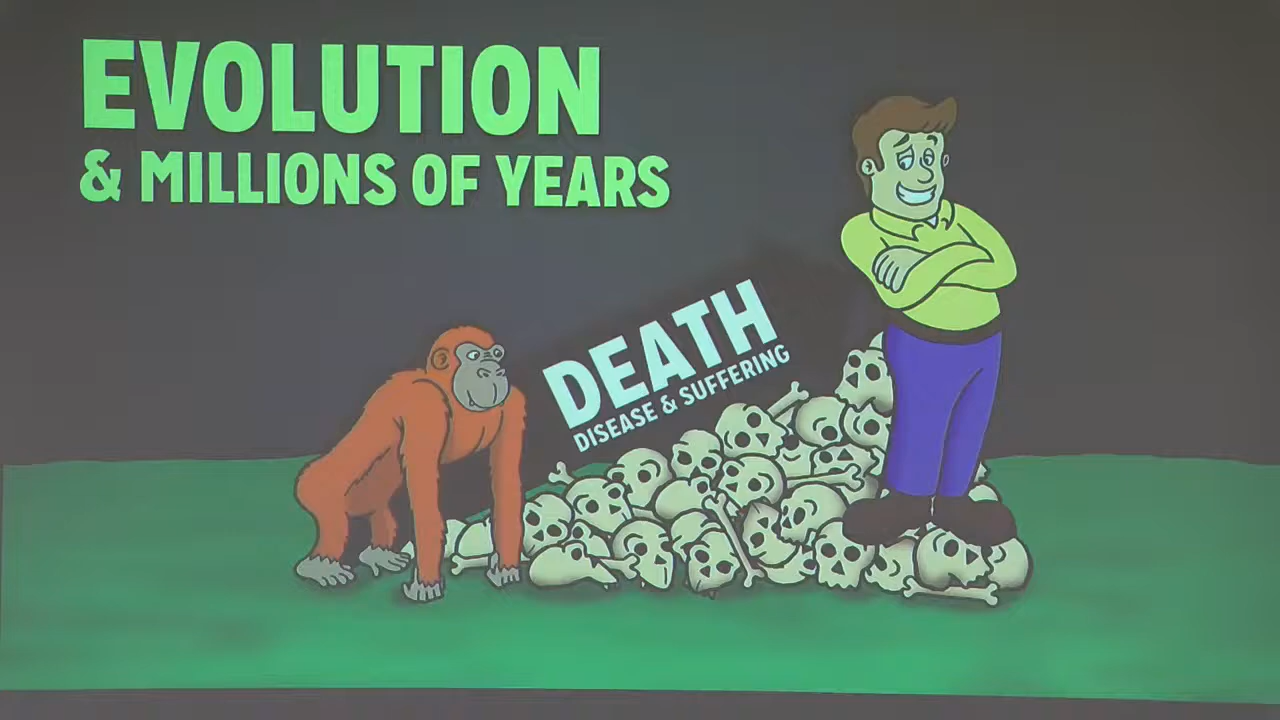 EVOLUTION
& MILLIONS OF YEARS
DEATH
DISEASE & SUFFERING